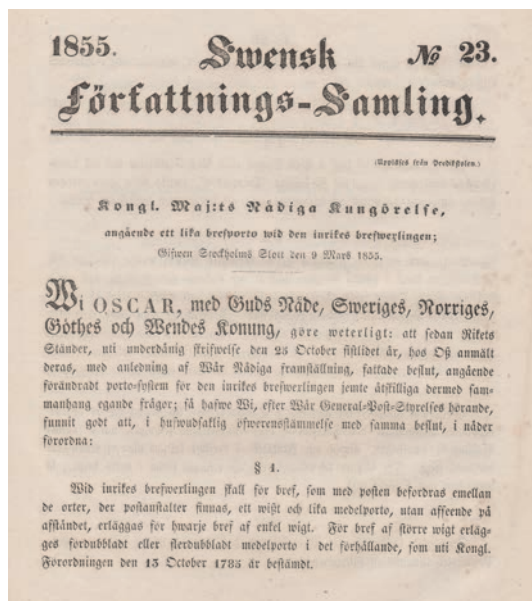 1855.
Swensk
№ 23.
Författnings-Samling.
(Uppläses från Predikstolen.)
Kongl. Maj:ts Nådiga Kungörelse,
angående ett lika brefporto wid den inrikes brefwexlingen;
Gifwen Stockholms Slott den 9 Mars 1855.
Wi OSCAR, med Guds Nåde, Sweriges, Norriges,
Göthes och Wendes Konung, göre weterligt: att sedan Rikets
Ständer, uti underdånig skrifwelse den 25 October sistlidet år, hos Oß anmält
deras, med anledning af Wår Nådiga framställning, fattade beslut, angående
förändradt porto-system för den inrikes brefwexlingen jemte åtskilliga dermed sam-
manhang egande frågor; så hafwe Wi, efter Wår General-Post-Styrelses hörande,
funnit godt att, i hufwudsaklig öfwerensstämmelse med samma beslut, i nåder
förordna:
§ 1.
Wid inrikes brefwexlingen skall för bref, som med posten befordras emellan
de orter, der postanstalter finnas, ett wißt och lika medelporto, utan afseende på
afståndet, erläggas för hwarje bref af enkel wigt. För bref af större wigt erläg-
ges fördubbladt eller flerdubbladt medelporto i det förhållande, som uti Kongl.
Förordningen den 13 October 1785 är bestämdt.